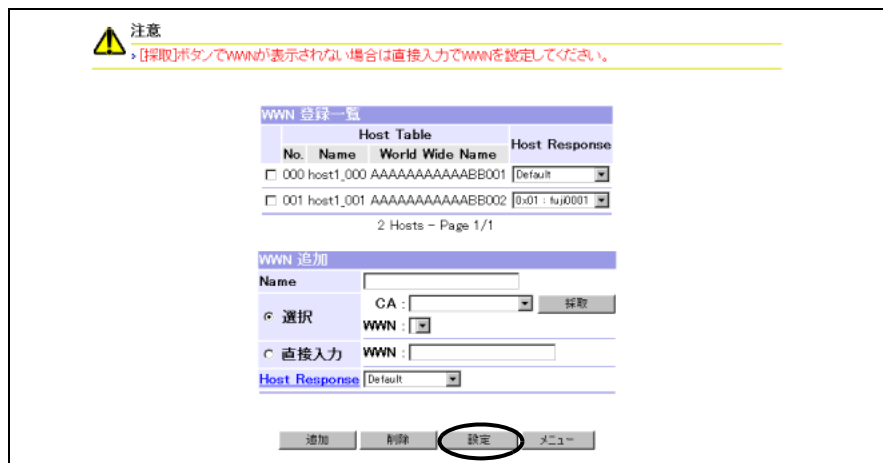 注意
[採取]ボタンでWWNが表示されない場合は直接入力でWWNを設定してください。
WWN 登録一覧
Host Table Host Response
No. Name World Wide Name
000 host1_000 AAAAAAAAAAABB001 Default
001 host1_001 AAAAAAAAAAABB002 0x01 : fuji0001
2 Hosts - Page 1/1
WWN 追加
Name
選択 CA : 採取
WWN :
直接入力 WWN :
Host Response Default
追加 削除 設定 メニュー